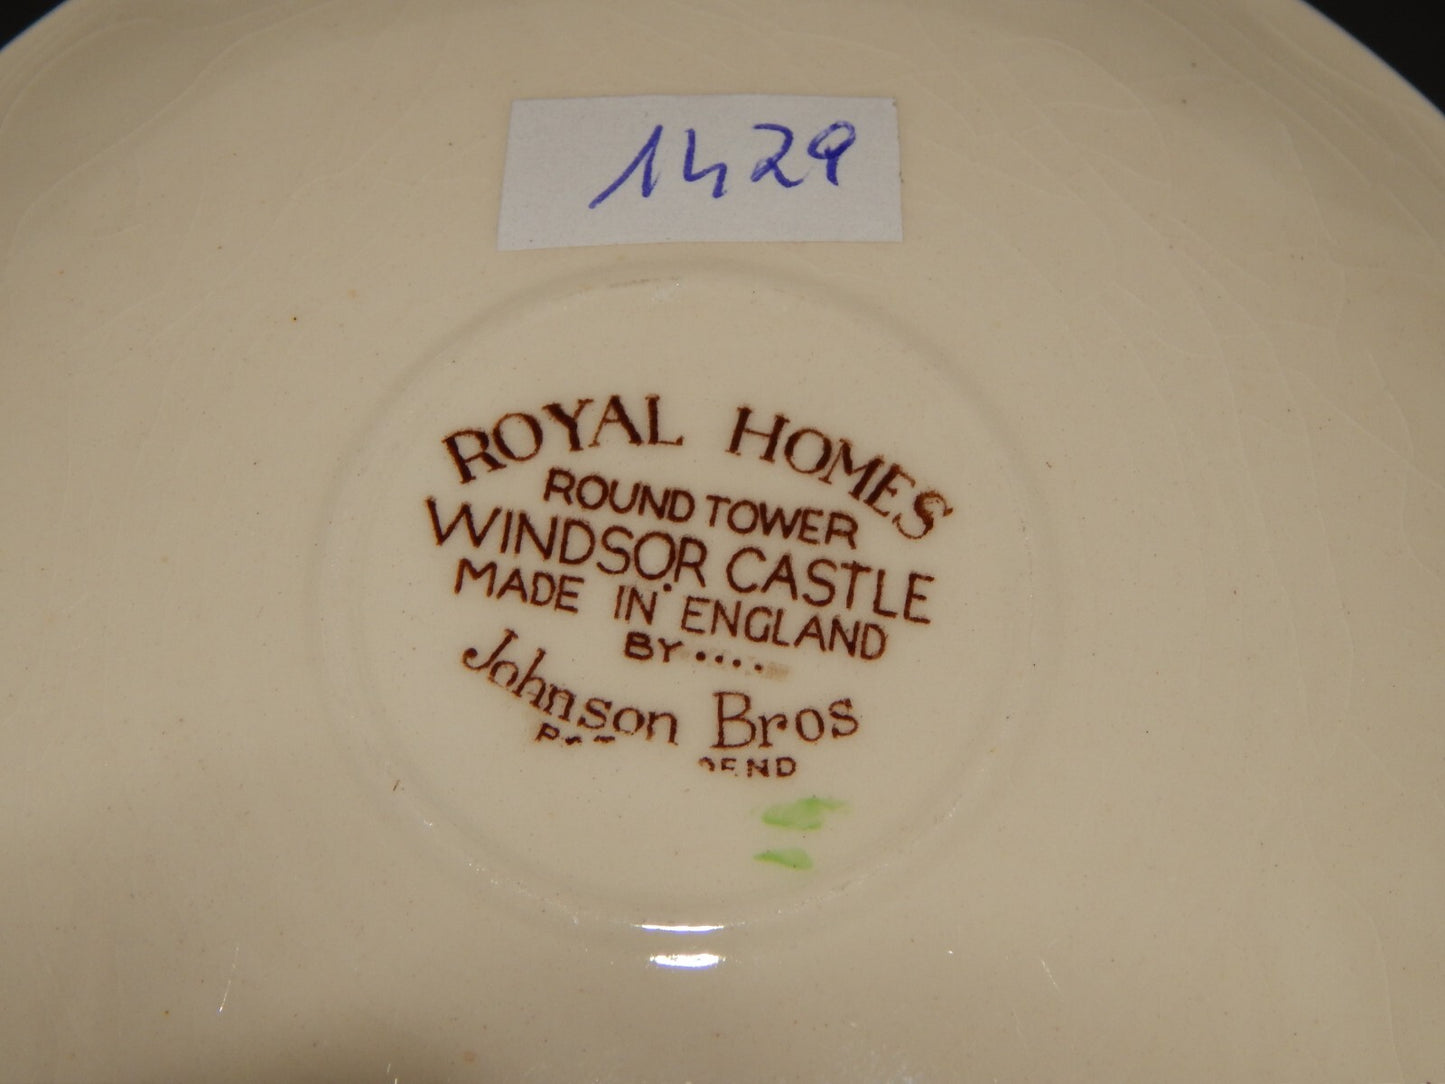 1429
ROYAL HOMES
ROUND TOWER
WINDSOR CASTLE
MADE IN ENGLAND
BY....
Johnson Bros